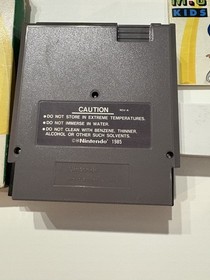 M&G
KIDS
CAUTION
•DO NOT STORE IN EXTREME TEMPERATURES.
•DO NOT IMMERSE IN WATER.
•DO NOT CLEAN WITH BENZENE, THINNER,
ALCOHOL OR OTHER SUCH SOLVENTS.
©Nintendo 1985